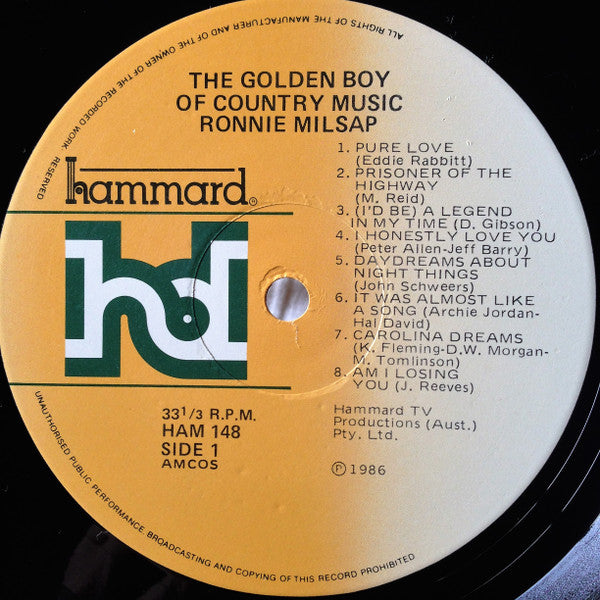 ALL RIGHTS OF THE MANUFACTURER AND OF THE OWNER OF THE RECORDED WORK RESERVED
THE GOLDEN BOY
OF COUNTRY MUSIC
RONNIE MILSAP
hammard®
hd
1. PURE LOVE
(Eddie Rabbitt)
2. PRISONER OF THE
HIGHWAY
(M. Reid)
3. (I'D BE) A LEGEND
IN MY TIME (D. Gibson)
4. I HONESTLY LOVE YOU
(Peter Allen-Jeff Barry)
5. DAYDREAMS ABOUT
NIGHT THINGS
(John Schweers)
6. IT WAS ALMOST LIKE
A SONG (Archie Jordan-
Hal David)
7. CAROLINA DREAMS
(K. Fleming-D.W. Morgan-
M. Tomlinson)
8. AM I LOSING
YOU (J. Reeves)
33 1/3 R.P.M.
HAM 148
SIDE 1
AMCOS
Hammard TV
Productions (Aust.)
Pty. Ltd.
℗ 1986
UNAUTHORISED PUBLIC PERFORMANCE, BROADCASTING AND COPYING OF THIS RECORD PROHIBITED